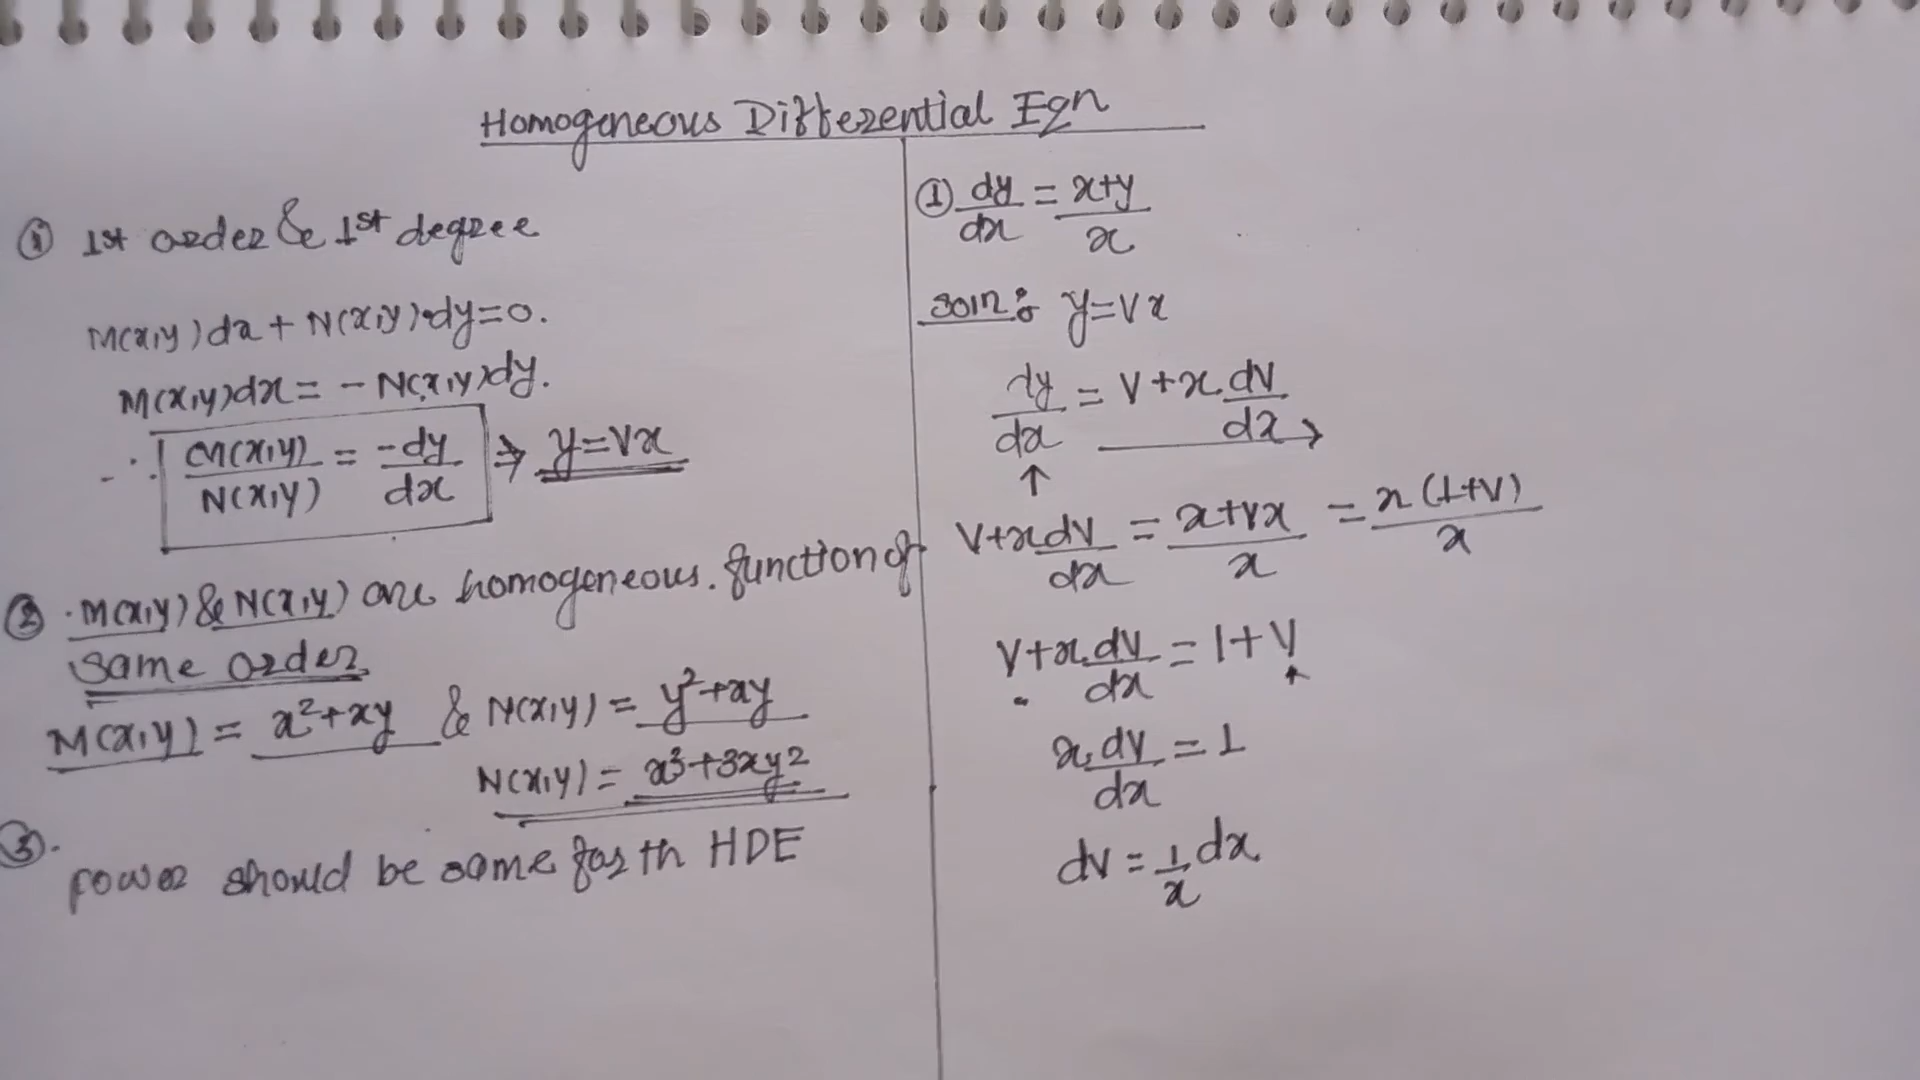 Homogeneous Differential Eqn
① 1st order & 1st degree
M(x,y)dx + N(x,y)dy=0.
M(x,y)dx = - N(x,y)dy.
∴ M(x,y)/N(x,y) = -dy/dx ⇒ y=vx
② M(x,y) & N(x,y) are homogeneous. function of
same order
M(x,y) = x²+xy & N(x,y) = y²+xy
N(x,y) = x³+3xy²
③.
power should be same for th HDE
① dy/dx = x+y/x
soln: y=vx
dy/dx = v+x.dv/dx →
↑
v+xdv/dx = x+vx/x = x(1+v)/x
v+x.dv/dx = 1+v
x.dv/dx = 1
dv = 1/x dx